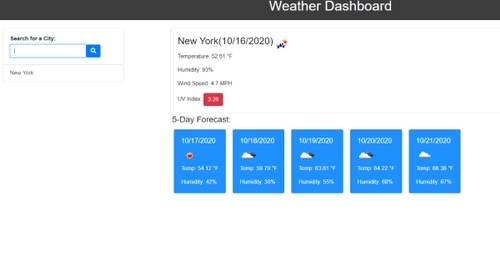 Weather Dashboard
Search for a City:
New York
New York(10/16/2020)
Temperature: 52.61 °F
Humidity: 93%
Wind Speed: 4.7 MPH
UV Index: 3.26
5-Day Forecast:
10/17/2020
Temp: 54.12 °F
Humidity: 42%
10/18/2020
Temp: 59.79 °F
Humidity: 38%
10/19/2020
Temp: 63.61 °F
Humidity: 55%
10/20/2020
Temp: 64.22 °F
Humidity: 69%
10/21/2020
Temp: 66.36 °F
Humidity: 67%